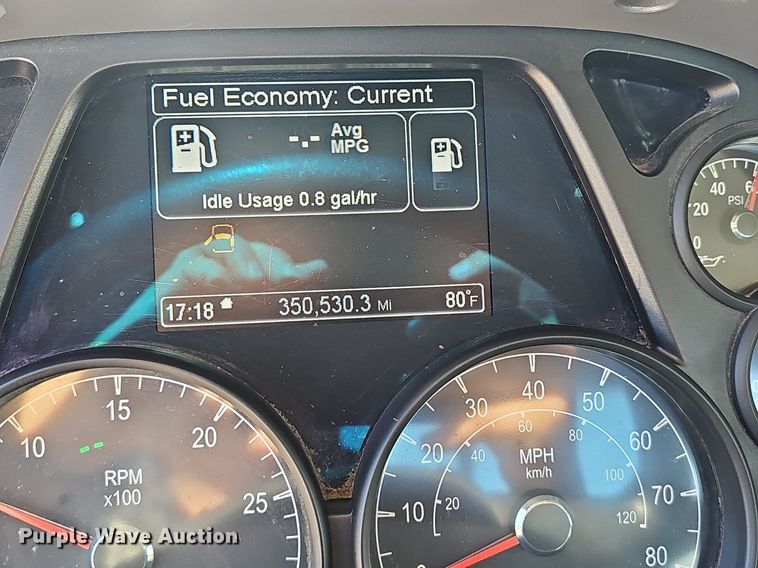 Fuel Economy: Current
-.- Avg
MPG
Idle Usage 0.8 gal/hr
17:18 350,530.3 Mi 80°F
40 6
20 PSI
0
10 15 20 25
RPM
x100
0 10 20 30 40 50 60 70 80
20 40 60 80 100 120
MPH
km/h
Purple Wave Auction